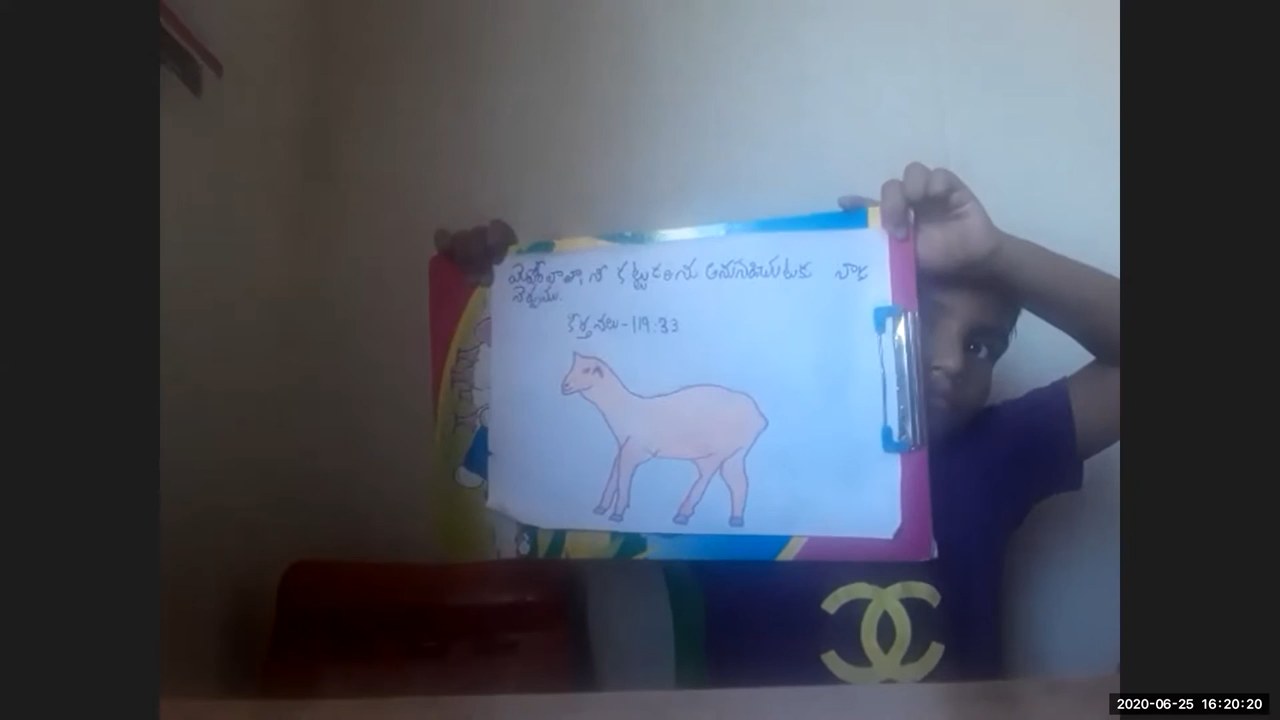 యెహోవా, నీ కట్టడలను అనుసరించుటకు నాకు
నేర్పుము.
కీర్తనలు-119:33
2020-06-25 16:20:20